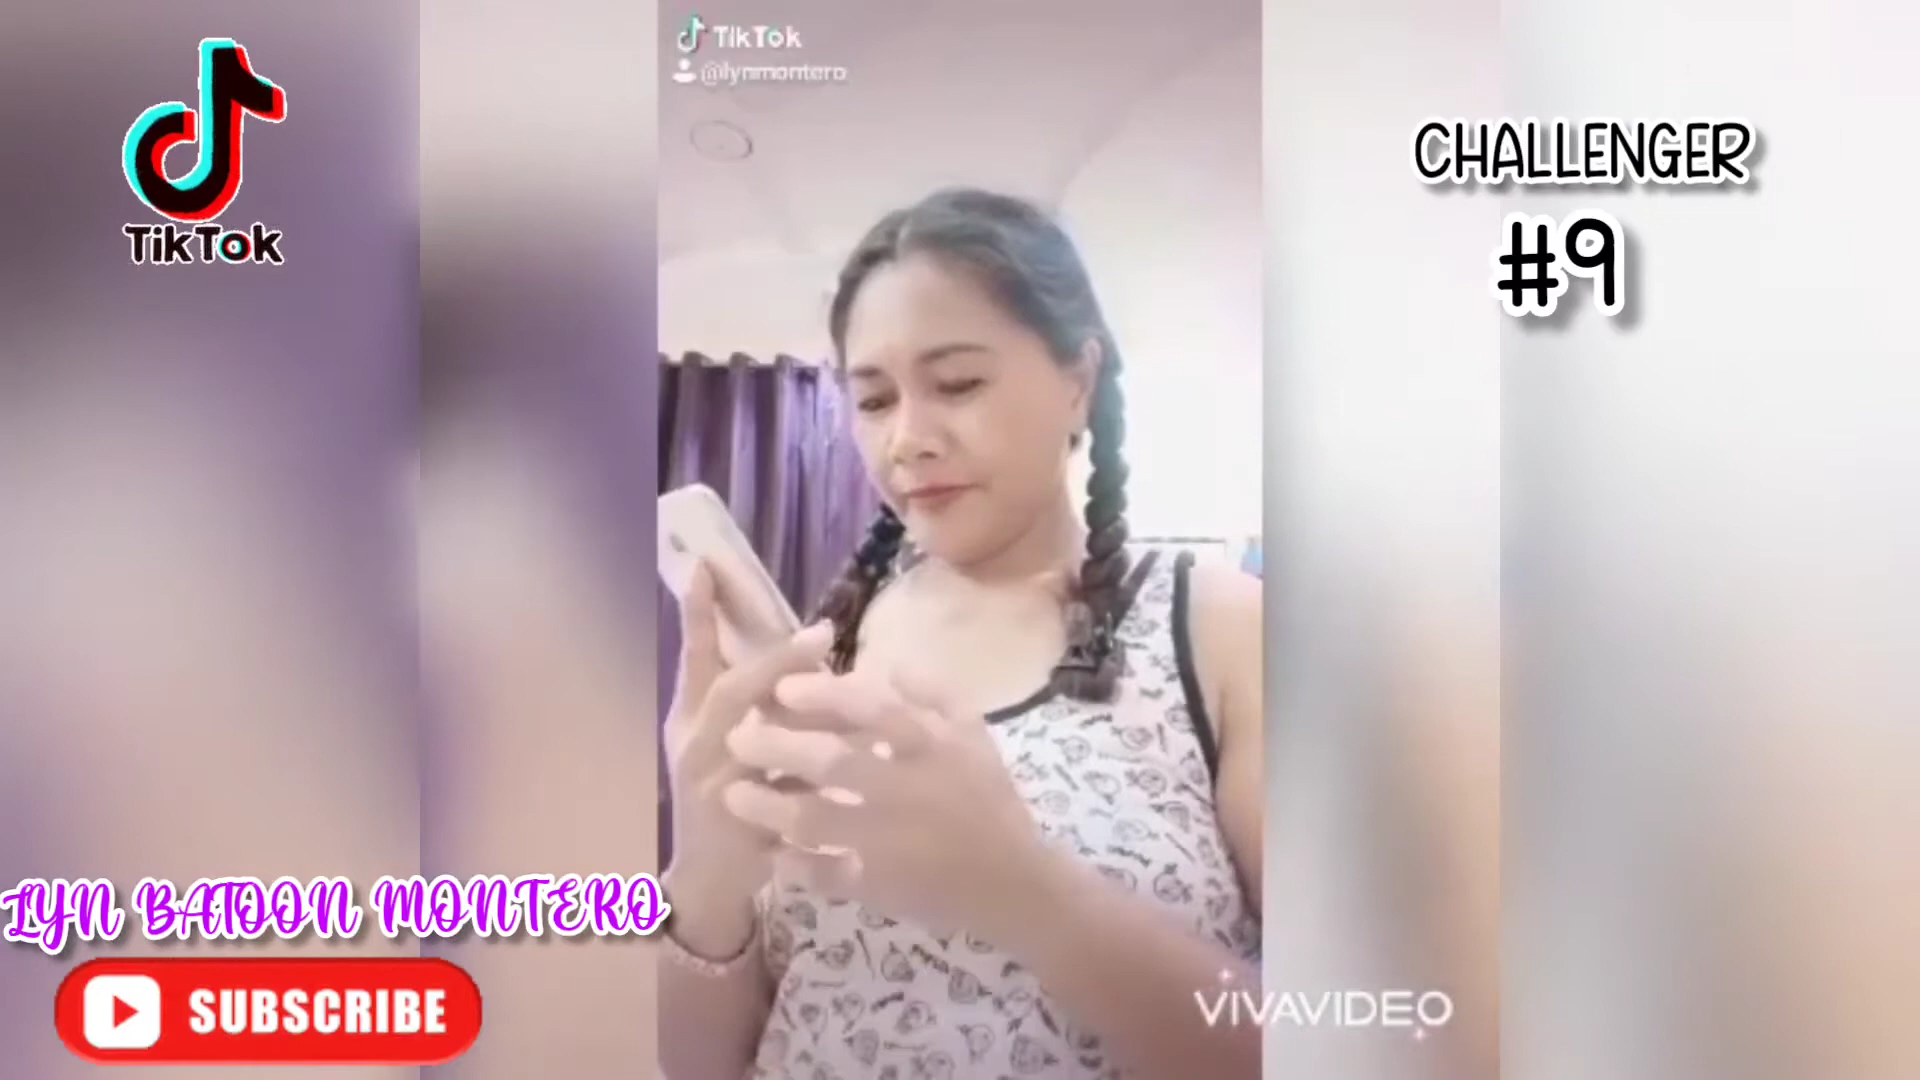 TikTok
TikTok
@lynmontero
CHALLENGER
#9
LYN BATOON MONTERO
SUBSCRIBE
VIVAVIDEO